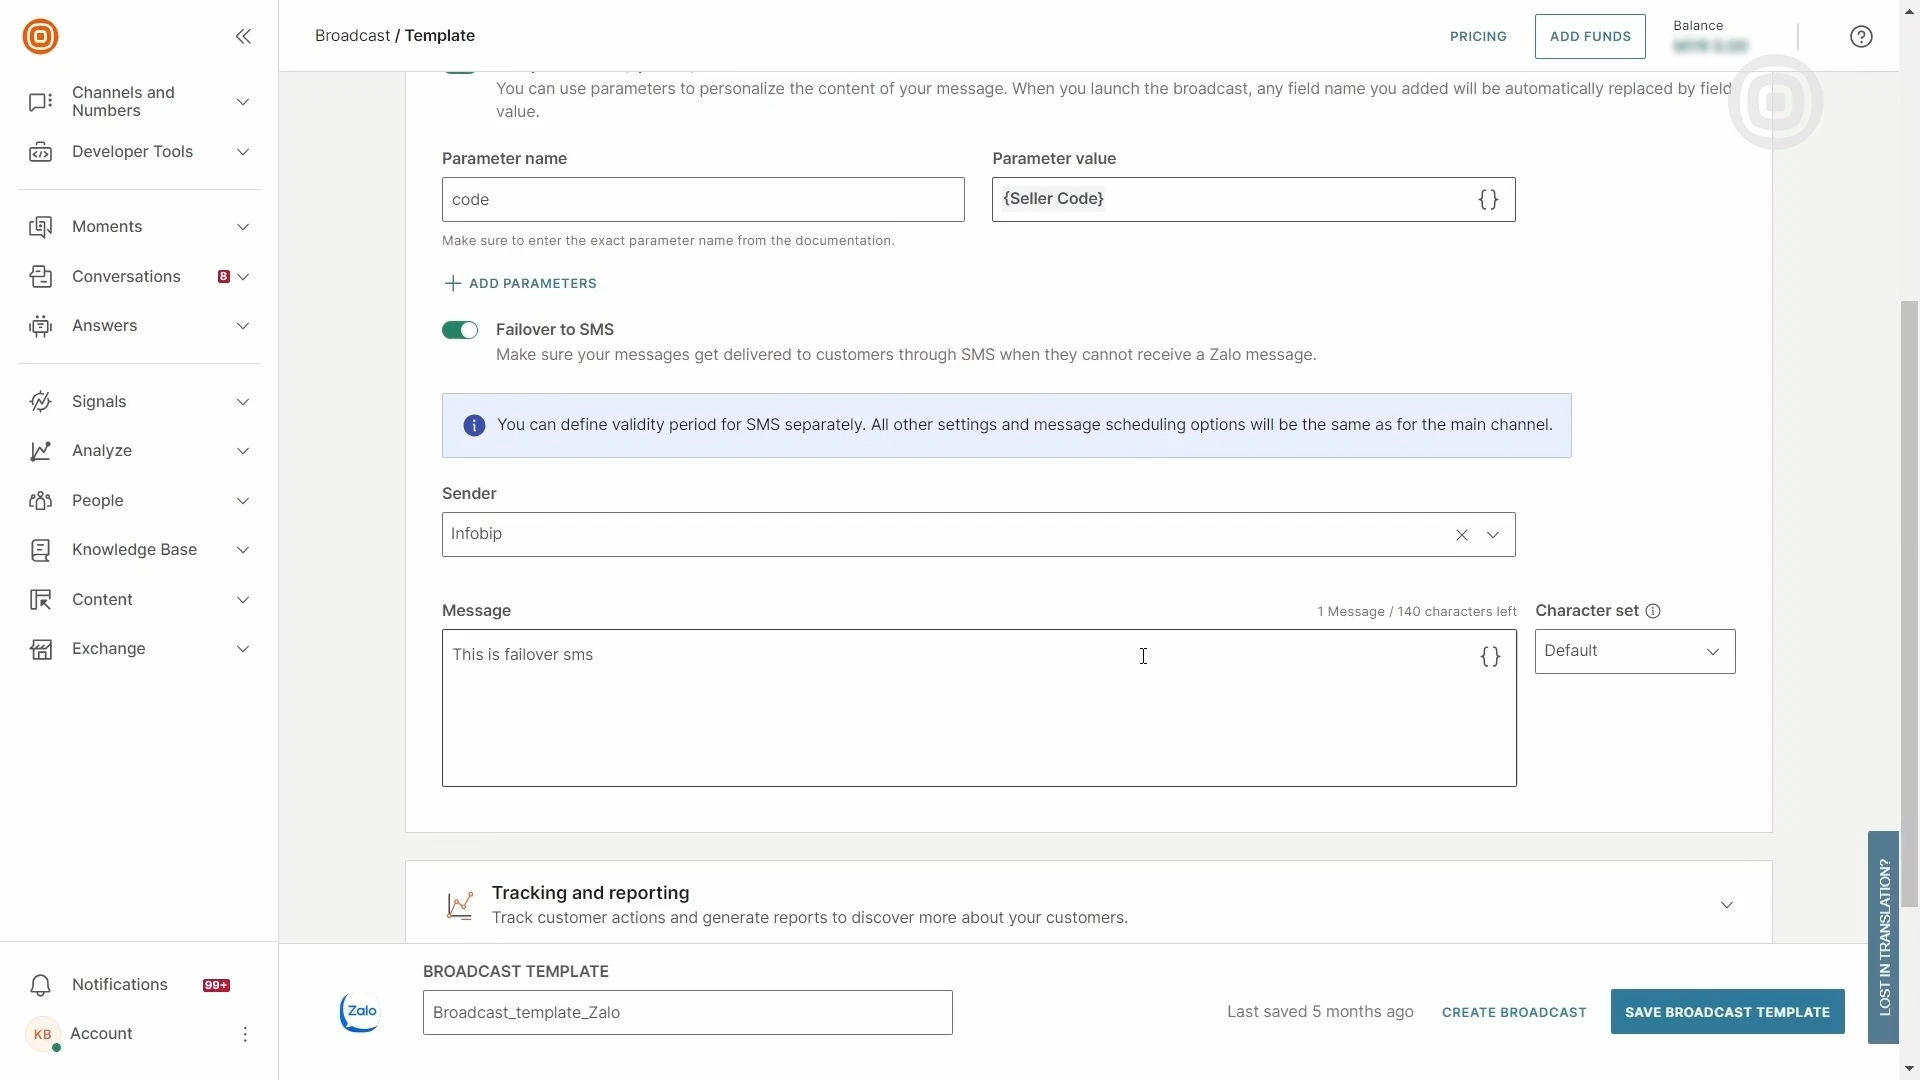 Broadcast / Template
PRICING
ADD FUNDS
Balance
Channels and
Numbers
Developer Tools
Moments
Conversations
8
Answers
Signals
Analyze
People
Knowledge Base
Content
Exchange
Notifications
99+
KB
Account
You can use parameters to personalize the content of your message. When you launch the broadcast, any field name you added will be automatically replaced by field
value.
Parameter name
Parameter value
code
{Seller Code}
{}
Make sure to enter the exact parameter name from the documentation.
ADD PARAMETERS
Failover to SMS
Make sure your messages get delivered to customers through SMS when they cannot receive a Zalo message.
You can define validity period for SMS separately. All other settings and message scheduling options will be the same as for the main channel.
Sender
Infobip
Message
1 Message / 140 characters left
Character set
This is failover sms
{}
Default
Tracking and reporting
Track customer actions and generate reports to discover more about your customers.
LOST IN TRANSLATION?
BROADCAST TEMPLATE
Zalo
Broadcast_template_Zalo
Last saved 5 months ago
CREATE BROADCAST
SAVE BROADCAST TEMPLATE